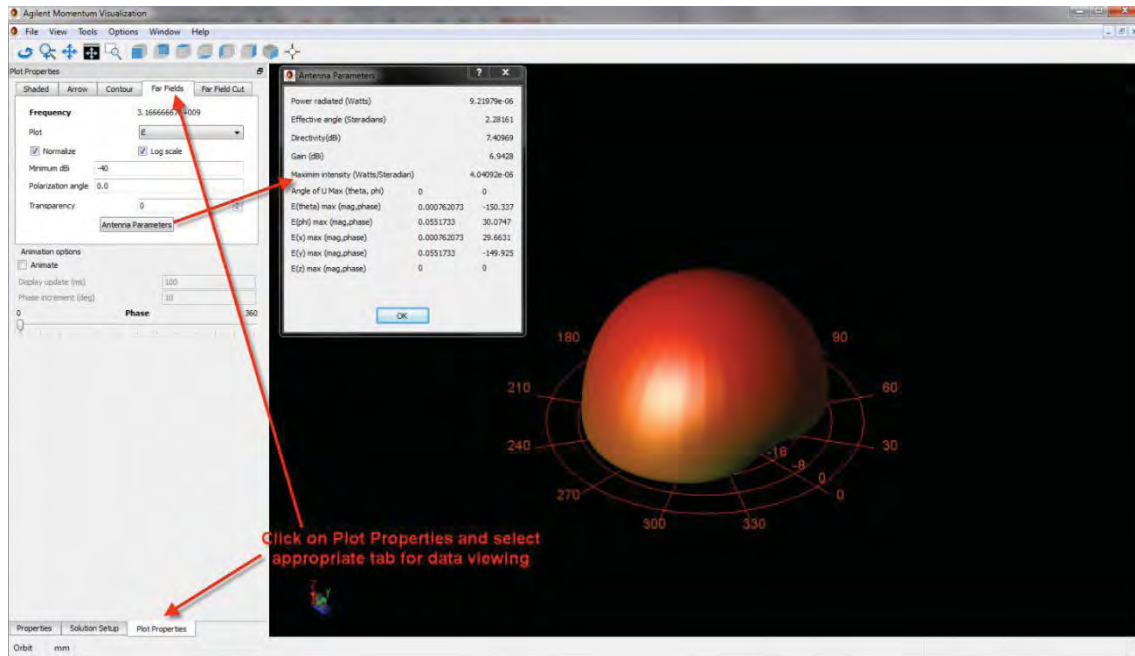 Agilent Momentum Visualization
File View Tools Options Window Help
Plot Properties
Shaded Arrow Contour Far Fields Far Field Cut
Frequency
Plot E
Normalize Log scale
Minimum dBi -40
Polarization angle 0.0
Transparency 0
Antenna Parameters
Animation options
Animate
Display update (ms) 100
Phase increment (deg) 10
0 Phase 360
Antenna Parameters
Power radiated (Watts) 9.21979e-06
Effective angle (Steradians) 2.28161
Directivity(dBi) 7.40969
Gain (dBi) 6.9428
Maximim intensity (Watts/Steradian) 4.04092e-06
Angle of U Max (theta, phi) 0 0
E(theta) max (mag,phase) 0.000762073 -150.337
E(phi) max (mag,phase) 0.0551733 30.0747
E(x) max (mag,phase) 0.000762073 29.6631
E(y) max (mag,phase) 0.0551733 -149.925
E(z) max (mag,phase) 0 0
OK
180
90
210
60
240
30
-16
-8
0
0
270
300
330
Click on Plot Properties and select
appropriate tab for data viewing
Z
Y
Properties Solution Setup Plot Properties
Orbit mm